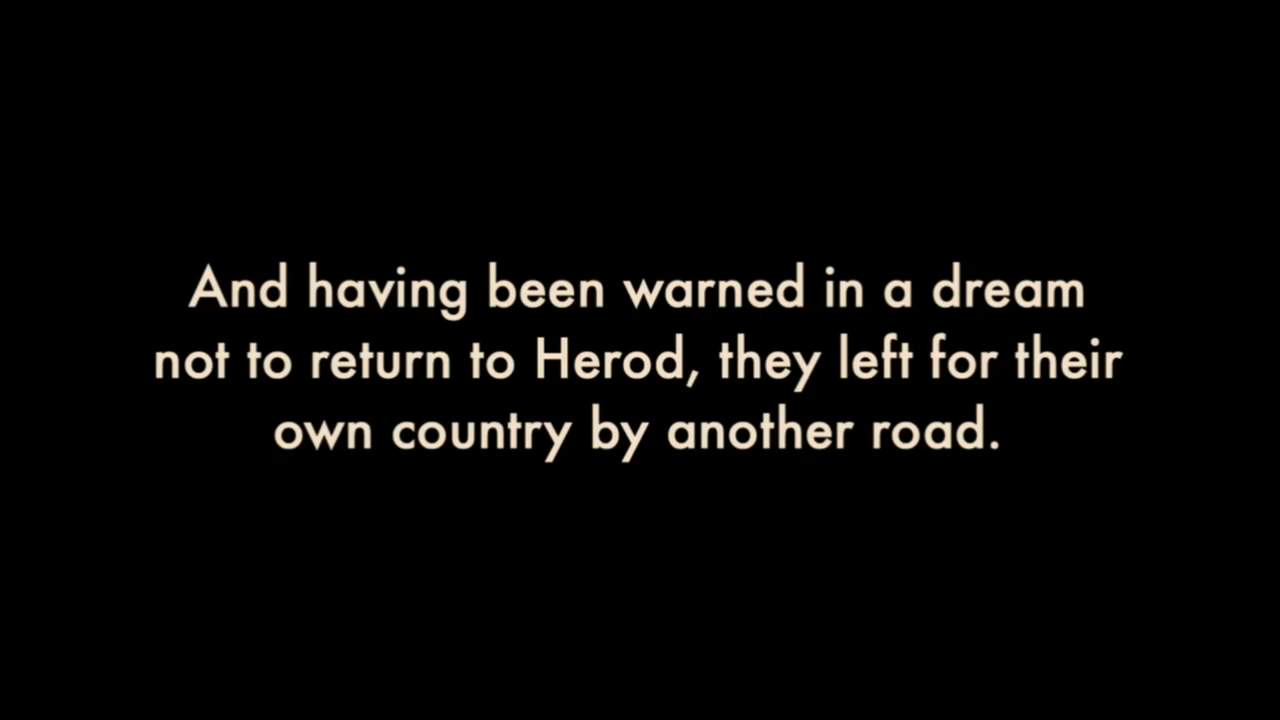 And having been warned in a dream
not to return to Herod, they left for their
own country by another road.